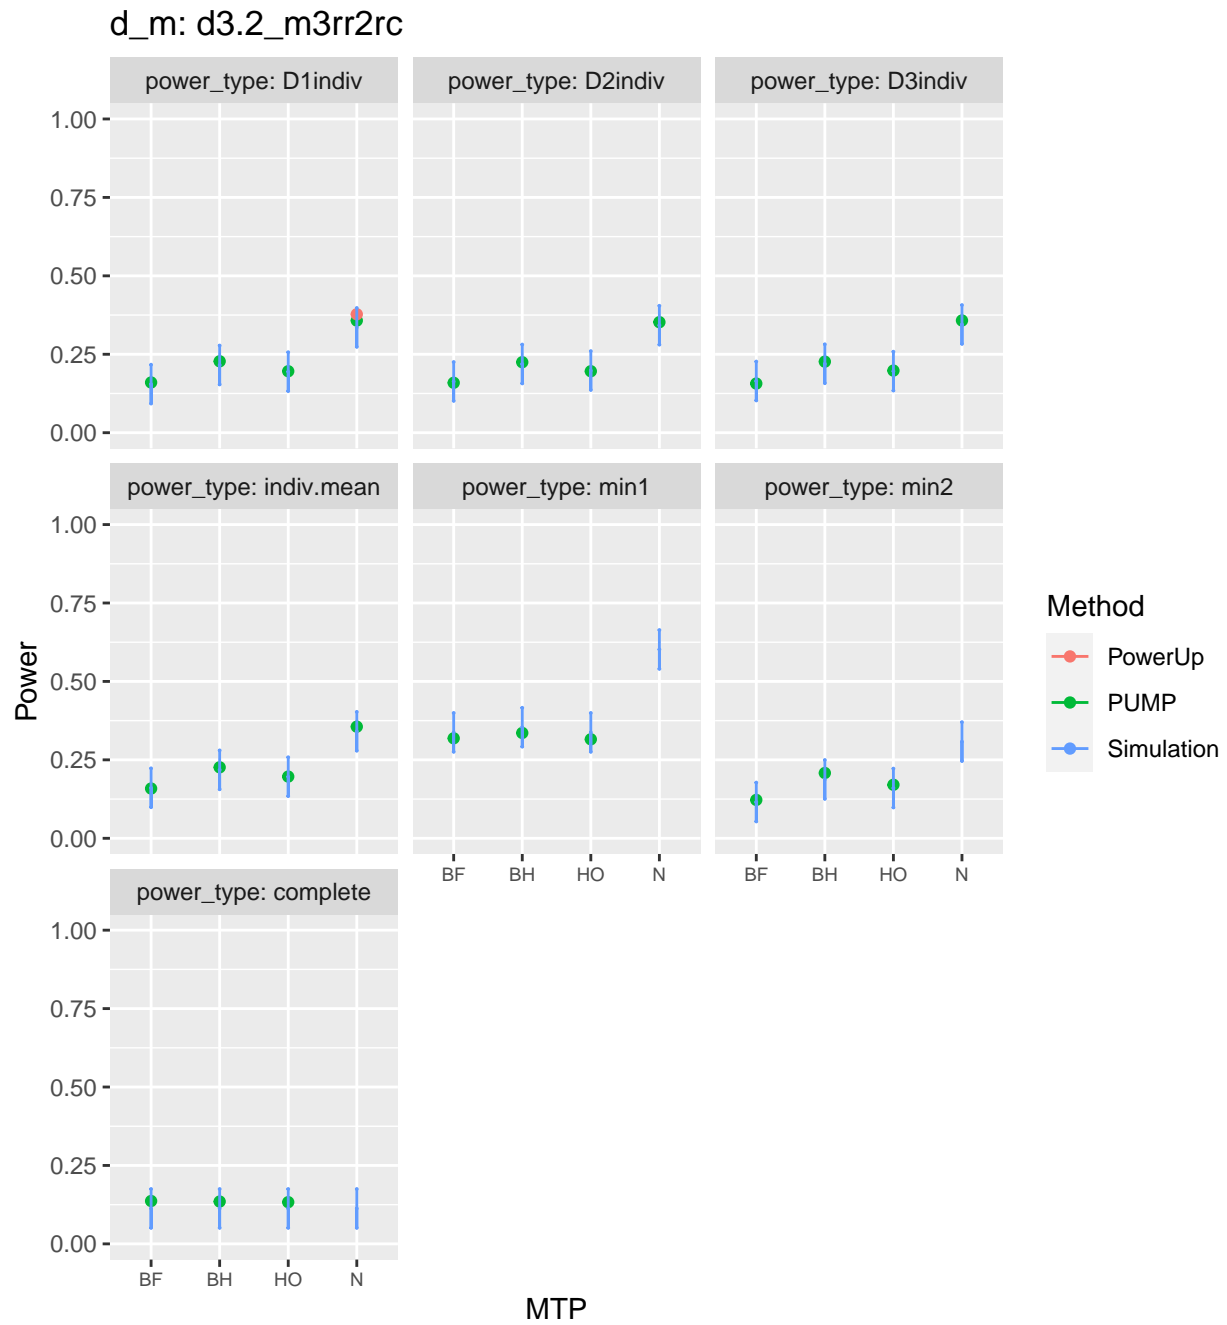 d_m: d3.2_m3rr2rc
power_type: D1indiv
power_type: D2indiv
power_type: D3indiv
1.00
0.75
0.50
0.25
0.00
power_type: indiv.mean
power_type: min1
power_type: min2
1.00
0.75
0.50
0.25
0.00
BF BH HO N
BF BH HO N
power_type: complete
1.00
0.75
0.50
0.25
0.00
BF BH HO N
Power
MTP
Method
PowerUp
PUMP
Simulation